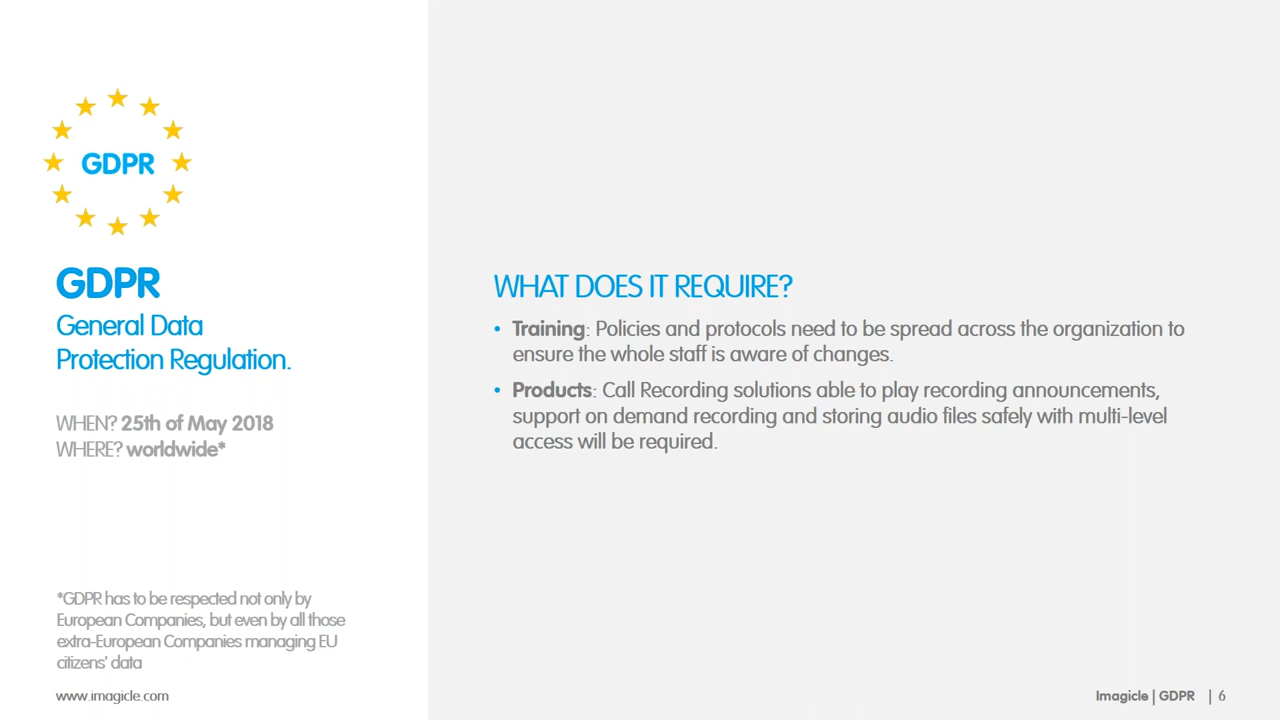 GDPR
GDPR
General Data
Protection Regulation.
WHEN? 25th of May 2018
WHERE? worldwide*
*GDPR has to be respected not only by
European Companies, but even by all those
extra-European Companies managing EU
citizens' data
www.imagicle.com
WHAT DOES IT REQUIRE?
• Training: Policies and protocols need to be spread across the organization to
ensure the whole staff is aware of changes.
• Products: Call Recording solutions able to play recording announcements,
support on demand recording and storing audio files safely with multi-level
access will be required.
Imagicle | GDPR | 6